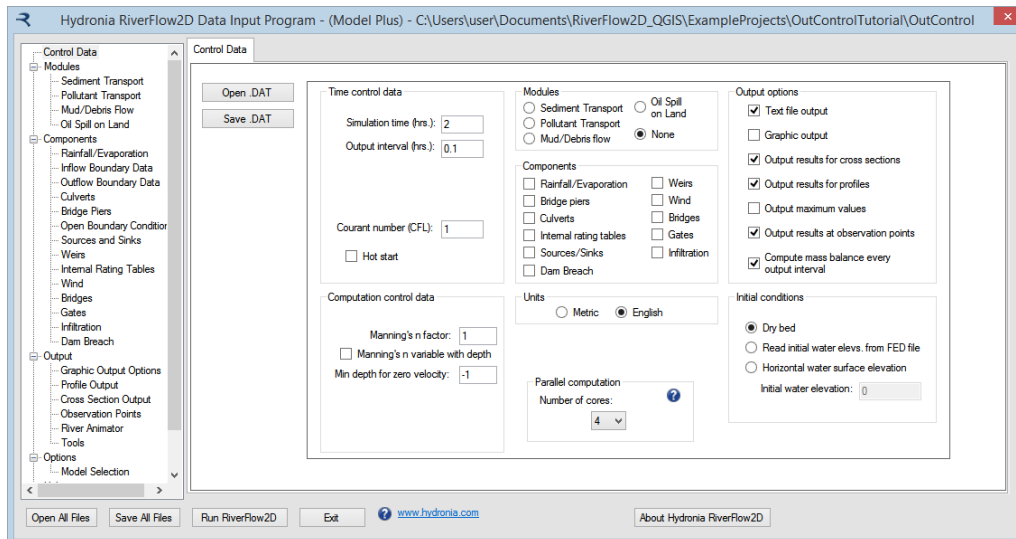 Hydronia RiverFlow2D Data Input Program - (Model Plus) - C:\Users\user\Documents\RiverFlow2D_QGIS\ExampleProjects\OutControlTutorial\OutControl
Control Data
Modules
Sediment Transport
Pollutant Transport
Mud/Debris Flow
Oil Spill on Land
Components
Rainfall/Evaporation
Inflow Boundary Data
Outflow Boundary Data
Culverts
Bridge Piers
Open Boundary Condition
Sources and Sinks
Weirs
Internal Rating Tables
Wind
Bridges
Gates
Infiltration
Dam Breach
Output
Graphic Output Options
Profile Output
Cross Section Output
Observation Points
River Animator
Tools
Options
Model Selection
Control Data
Open .DAT
Save .DAT
Time control data
Simulation time (hrs.): 2
Output interval (hrs.): 0.1
Courant number (CFL): 1
Hot start
Computation control data
Manning's n factor: 1
Manning's n variable with depth
Min depth for zero velocity: -1
Modules
Sediment Transport
Pollutant Transport
Mud/Debris flow
Oil Spill
on Land
None
Components
Rainfall/Evaporation
Bridge piers
Culverts
Internal rating tables
Sources/Sinks
Dam Breach
Weirs
Wind
Bridges
Gates
Infiltration
Units
Metric English
Parallel computation
Number of cores:
4
Output options
Text file output
Graphic output
Output results for cross sections
Output results for profiles
Output maximum values
Output results at observation points
Compute mass balance every
output interval
Initial conditions
Dry bed
Read initial water elevs. from FED file
Horizontal water surface elevation
Initial water elevation: 0
Open All Files Save All Files Run RiverFlow2D Exit www.hydronia.com About Hydronia RiverFlow2D